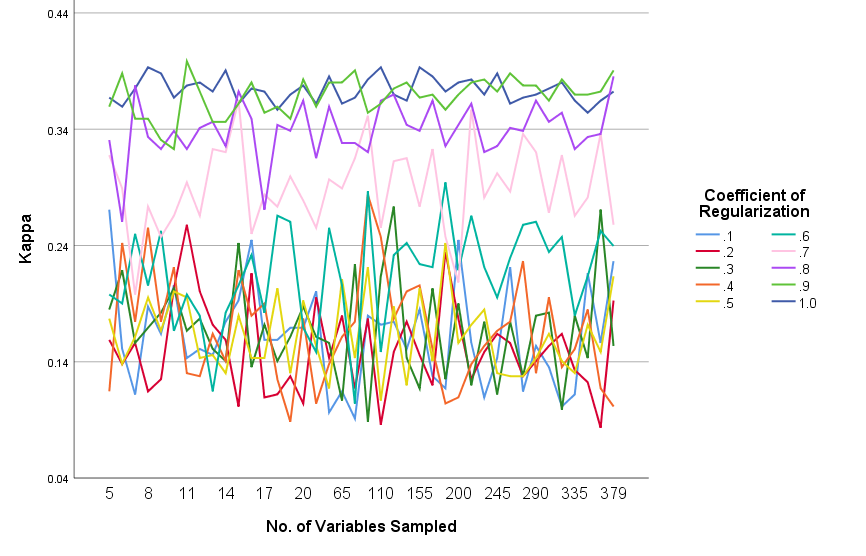 0.44
0.34
0.24
0.14
0.04
Kappa
5 8 11 14 17 20 65 110 155 200 245 290 335 379
No. of Variables Sampled
Coefficient of
Regularization
.1 .6
.2 .7
.3 .8
.4 .9
.5 1.0